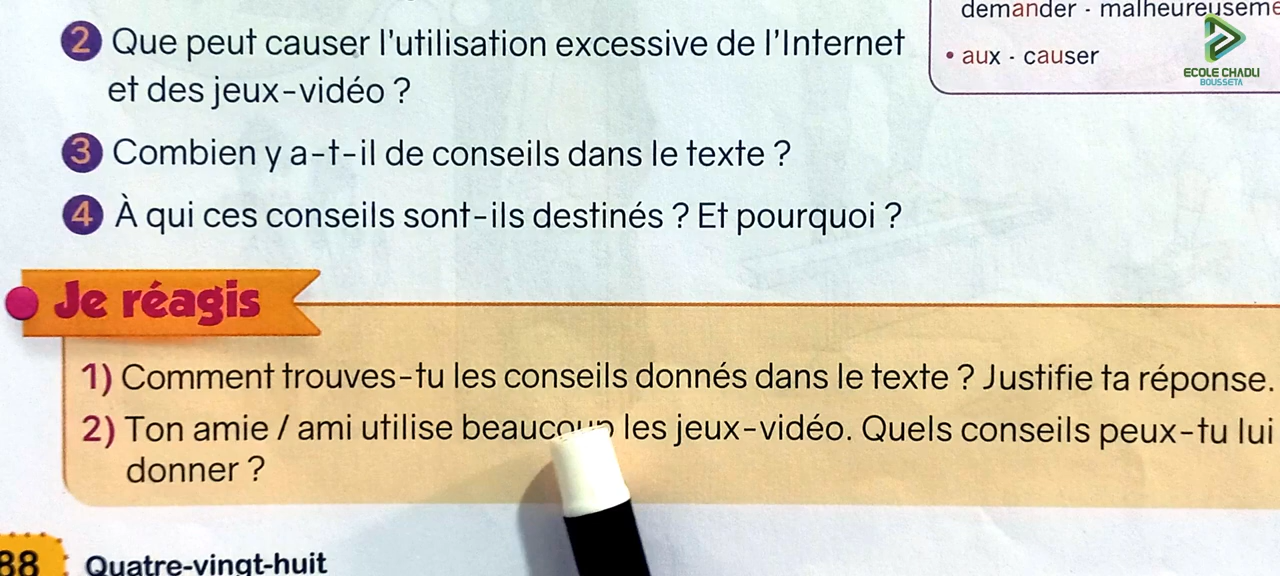 demander - malheureuseme
2 Que peut causer l'utilisation excessive de l'Internet
et des jeux-vidéo ?
• aux - causer
ECOLE CHADLI
BOUSSETA
3 Combien y a-t-il de conseils dans le texte ?
4 À qui ces conseils sont-ils destinés ? Et pourquoi ?
Je réagis
1) Comment trouves-tu les conseils donnés dans le texte ? Justifie ta réponse.
2) Ton amie / ami utilise beaucoup les jeux-vidéo. Quels conseils peux-tu lui
donner ?
88 Quatre-vingt-huit